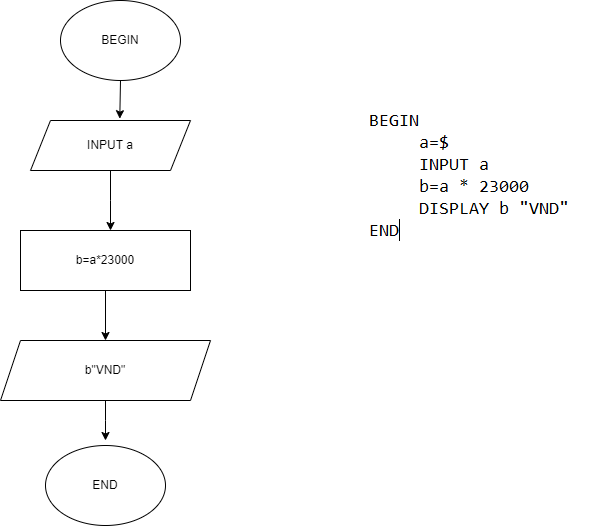 BEGIN
INPUT a
b=a*23000
b"VND"
END
BEGIN
a=$
INPUT a
b=a * 23000
DISPLAY b "VND"
END